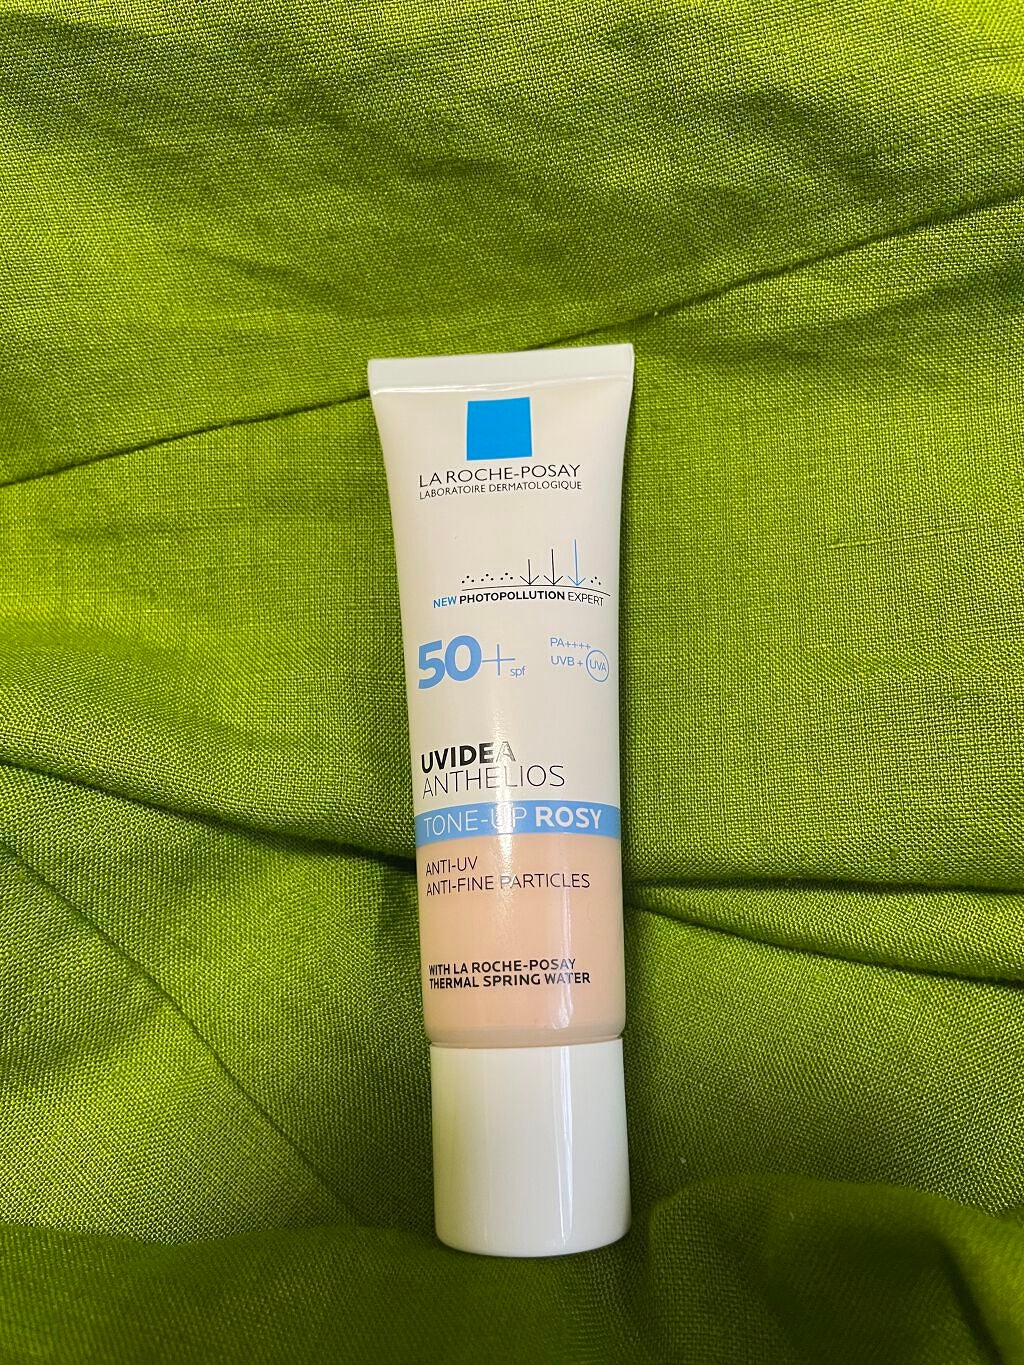 LA ROCHE-POSAY
LABORATOIRE DERMATOLOGIQUE
NEW PHOTOPOLLUTION EXPERT
50+ spf
PA++++
UVB + UVA
UVIDEA
ANTHELIOS
TONE-UP ROSY
ANTI-UV
ANTI-FINE PARTICLES
WITH LA ROCHE-POSAY
THERMAL SPRING WATER